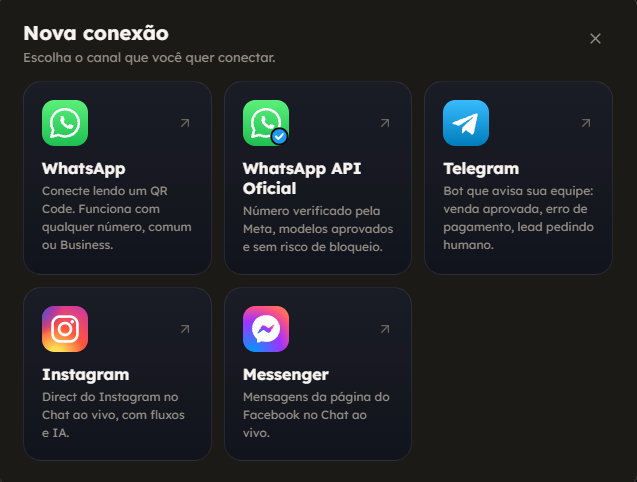 Nova conexão
Escolha o canal que você quer conectar.
WhatsApp
Conecte lendo um QR
Code. Funciona com
qualquer número, comum
ou Business.
WhatsApp API
Oficial
Número verificado pela
Meta, modelos aprovados
e sem risco de bloqueio.
Telegram
Bot que avisa sua equipe:
venda aprovada, erro de
pagamento, lead pedindo
humano.
Instagram
Direct do Instagram no
Chat ao vivo, com fluxos
e IA.
Messenger
Mensagens da página do
Facebook no Chat ao
vivo.